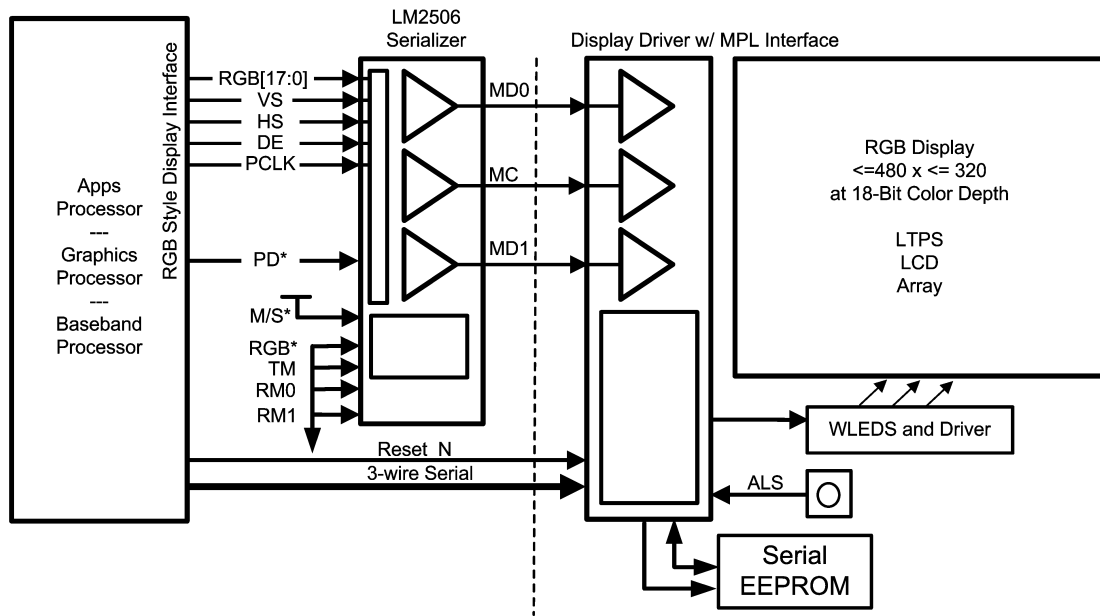 LM2506
Serializer
Display Driver w/ MPL Interface
RGB Style Display Interface
RGB[17:0]
VS
HS
DE
PCLK
PD*
M/S*
RGB*
TM
RM0
RM1
Apps
Processor
---
Graphics
Processor
---
Baseband
Processor
MD0
MC
MD1
RGB Display
<=480 x <= 320
at 18-Bit Color Depth
LTPS
LCD
Array
WLEDS and Driver
Reset N
3-wire Serial
ALS
Serial
EEPROM